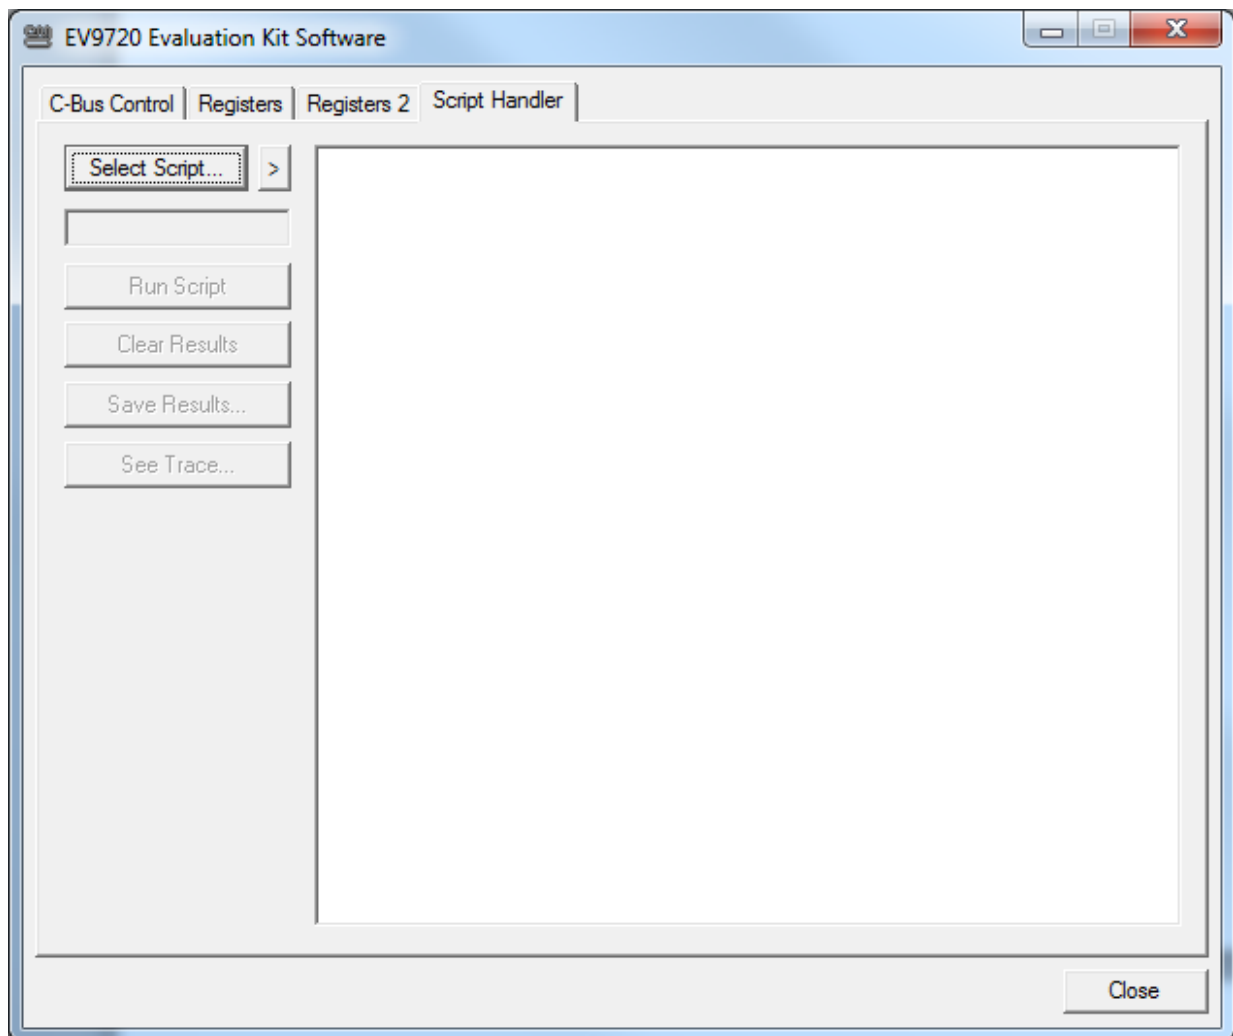 EV9720 Evaluation Kit Software
C-Bus Control Registers Registers 2 Script Handler
Select Script... >
Run Script
Clear Results
Save Results...
See Trace...
Close